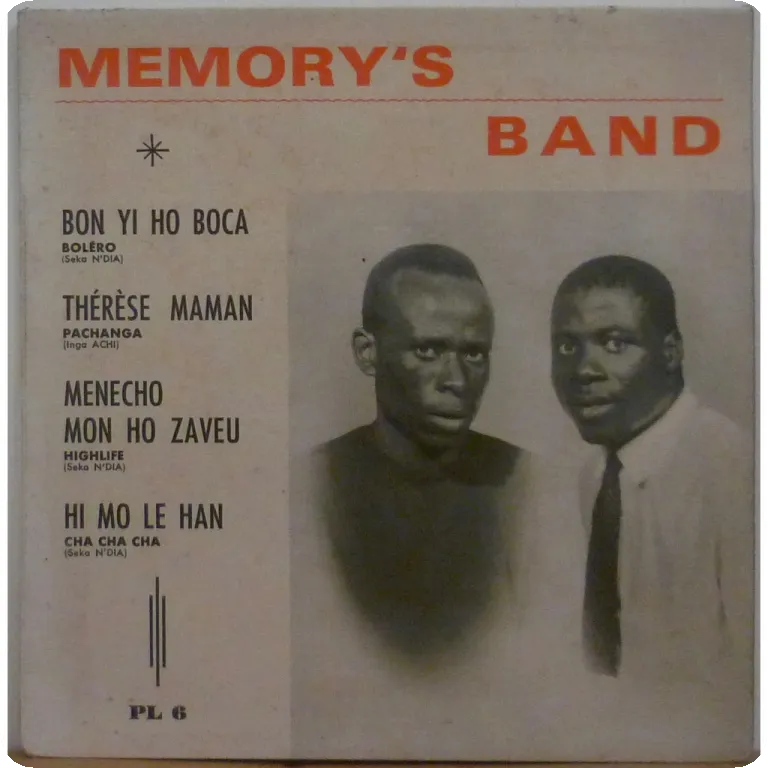 MEMORY'S
BAND
BON YI HO BOCA
BOLÉRO
(Seka N'DIA)
THÉRÈSE MAMAN
PACHANGA
(Inga ACHI)
MENECHO
MON HO ZAVEU
HIGHLIFE
(Seka N'DIA)
HI MO LE HAN
CHA CHA CHA
(Seka N'DIA)
PL 6